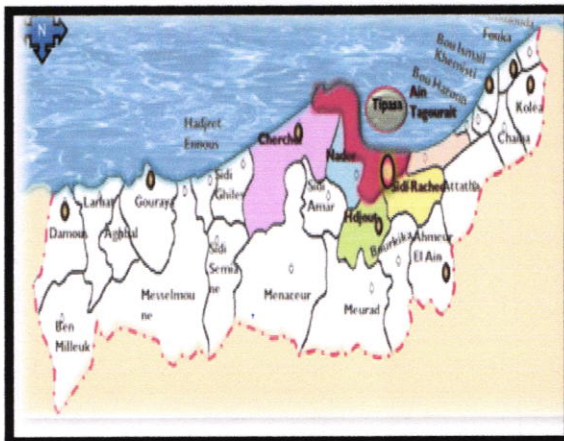 N
Fouka
Bou Ismail
Khemisti
Bou Haroun
Ain
Tagourait
Tipasa
Kolea
Chaiba
Hadjret
Ennous
Cherchel
Nador
Sidi Rached
Attatba
Sidi
Ghiles
Sidi
Amar
Hdjout
Bourkika
Ahmeur
El Ain
Damous
Larhat
Aghbal
Gouraya
Sidi
Semia
ne
Messelmou
ne
Menaceur
Meurad
Ben
Milleuk